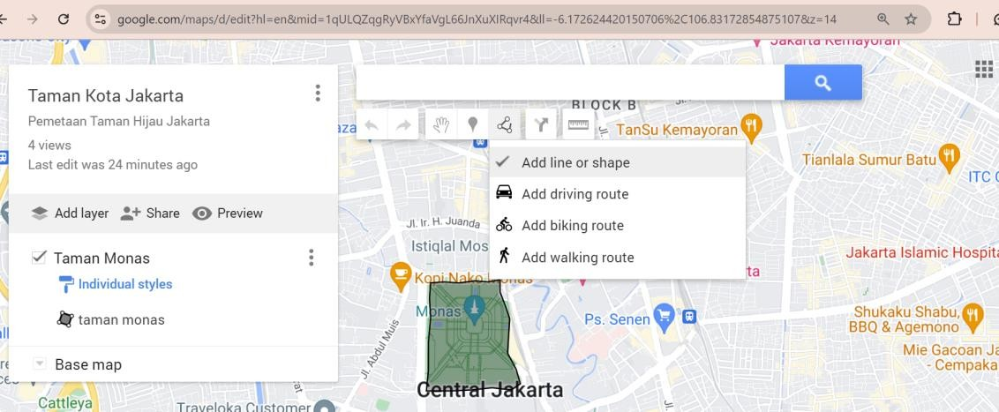 google.com/maps/d/edit?hl=en&mid=1qULQZqgRyVBxYfaVgL66JnXuXIRqvr4&ll=-6.172624420150706%2C106.83172854875107&z=14
Jakarta Kemayoran
Taman Kota Jakarta
Pemetaan Taman Hijau Jakarta
4 views
Last edit was 24 minutes ago
Add layer
Share
Preview
Taman Monas
Individual styles
taman monas
Base map
Add line or shape
Add driving route
Add biking route
Add walking route
BLOCK B
Jl.
TanSu Kemayoran
Tianlala Sumur Batu
ITC
Jl. Ir. H. Juanda
Istiqlal Mos
Jakarta Islamic Hospita
Kopi Nako Monas
Monas
Ps. Senen
Shukaku Shabu,
BBQ & Agemono
Mie Gacoan Ja
- Cempaka
Jl. Abdul Muis
Central Jakarta
Cattleya
Traveloka Customer